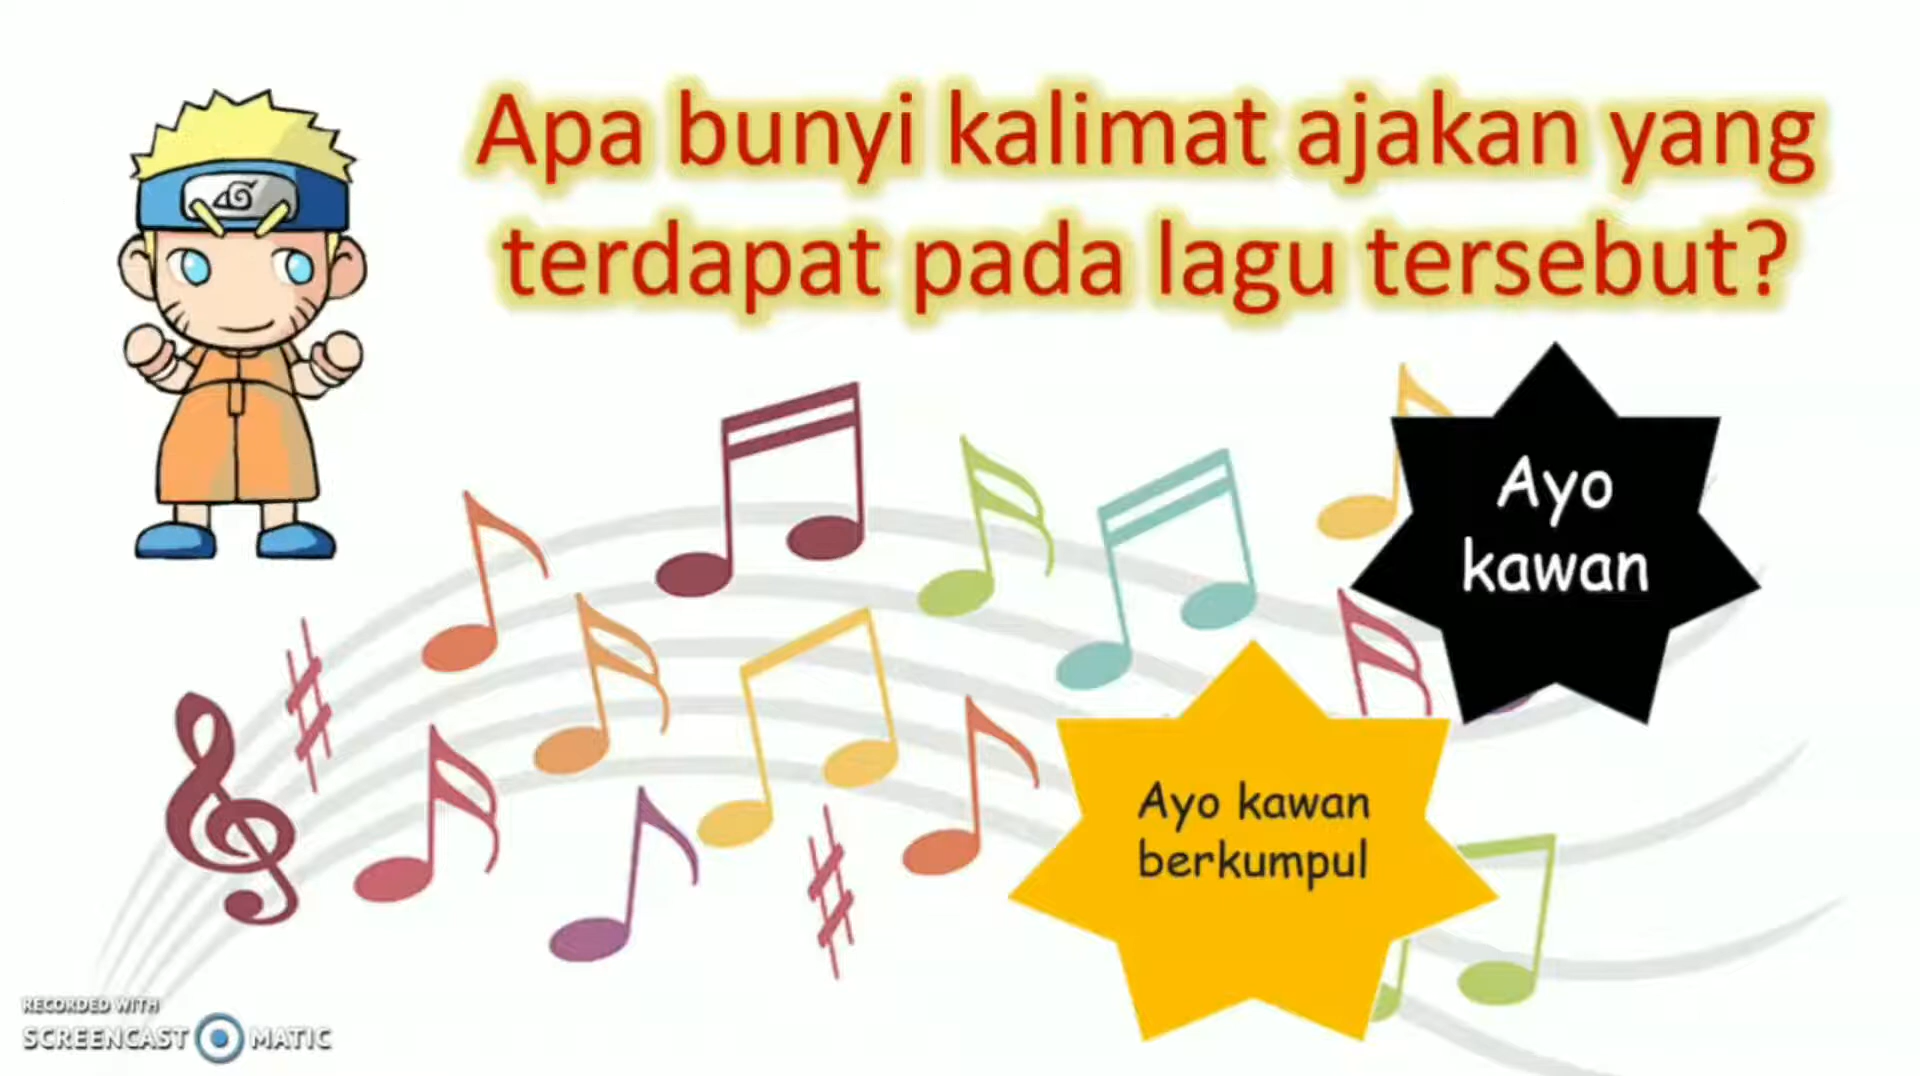 Apa bunyi kalimat ajakan yang
terdapat pada lagu tersebut?
Ayo
kawan
Ayo kawan
berkumpul
RECORDED WITH
SCREENCAST MATIC